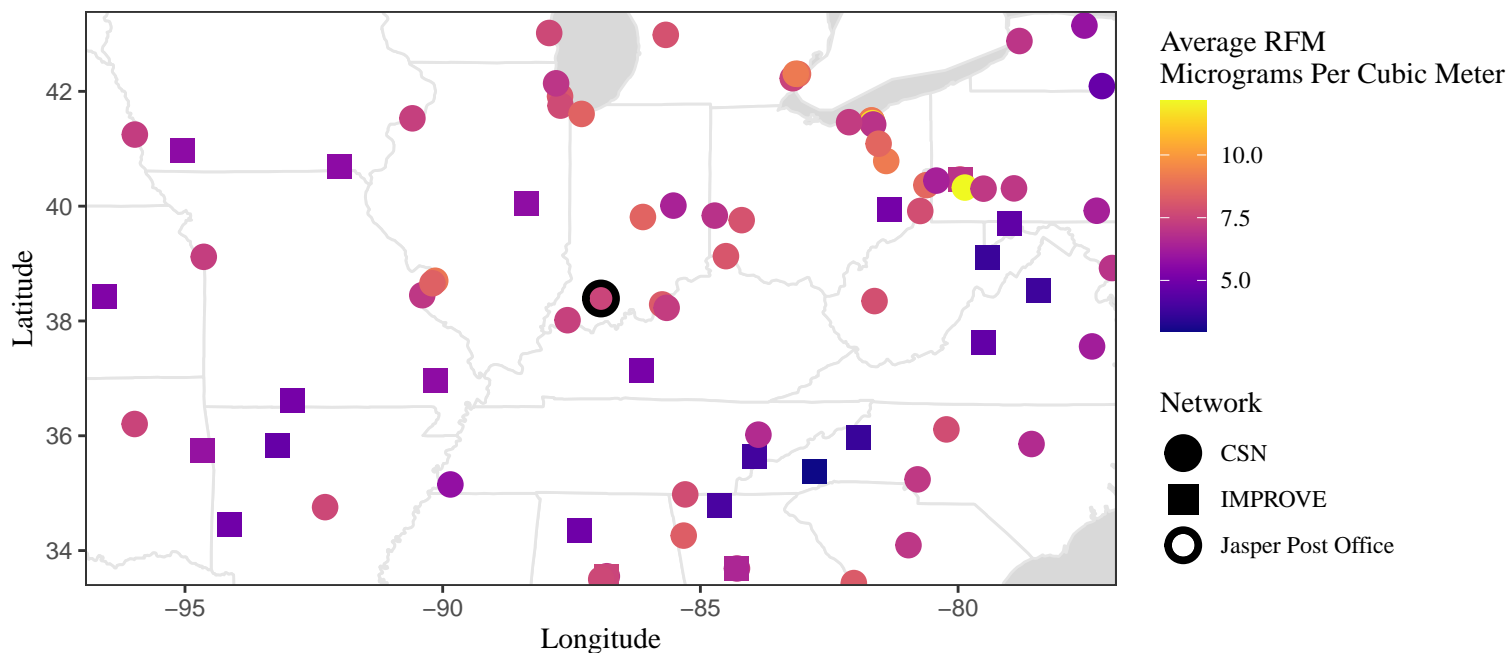 Average RFM
Micrograms Per Cubic Meter
10.0
7.5
5.0
Network
CSN
IMPROVE
Jasper Post Office
Latitude
42
40
38
36
34
−95
−90
−85
−80
Longitude